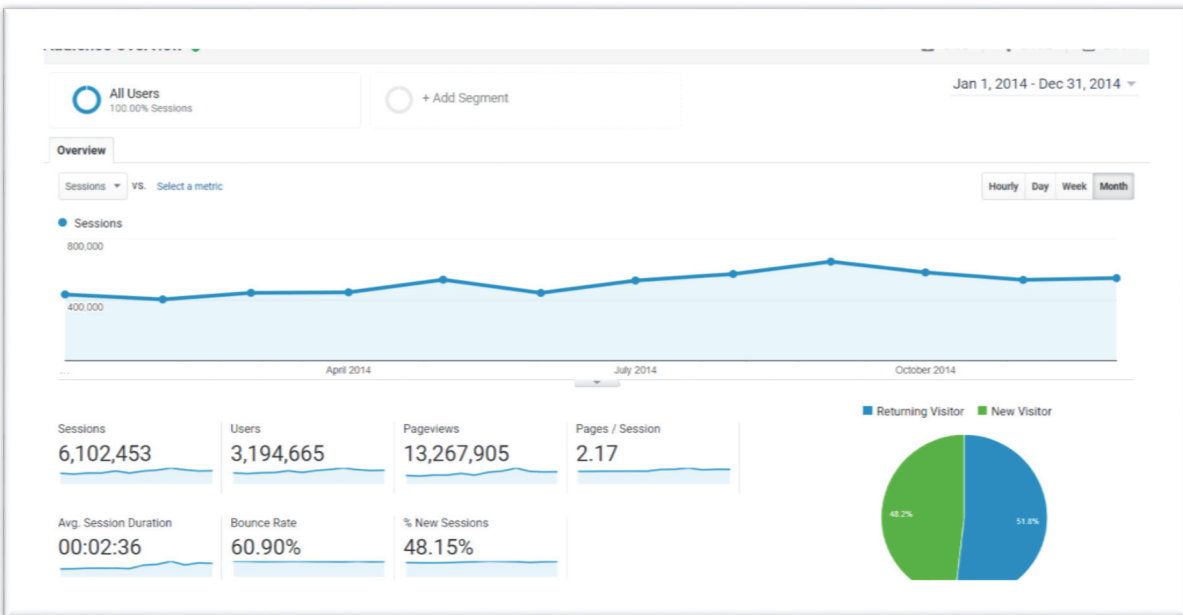 All Users
100.00% Sessions
+ Add Segment
Jan 1, 2014 - Dec 31, 2014
Overview
Sessions VS. Select a metric
Hourly Day Week Month
Sessions
800,000
400,000
... April 2014 July 2014 October 2014
Returning Visitor New Visitor
Sessions Users Pageviews Pages / Session
6,102,453 3,194,665 13,267,905 2.17
48.2% 51.8%
Avg. Session Duration Bounce Rate % New Sessions
00:02:36 60.90% 48.15%